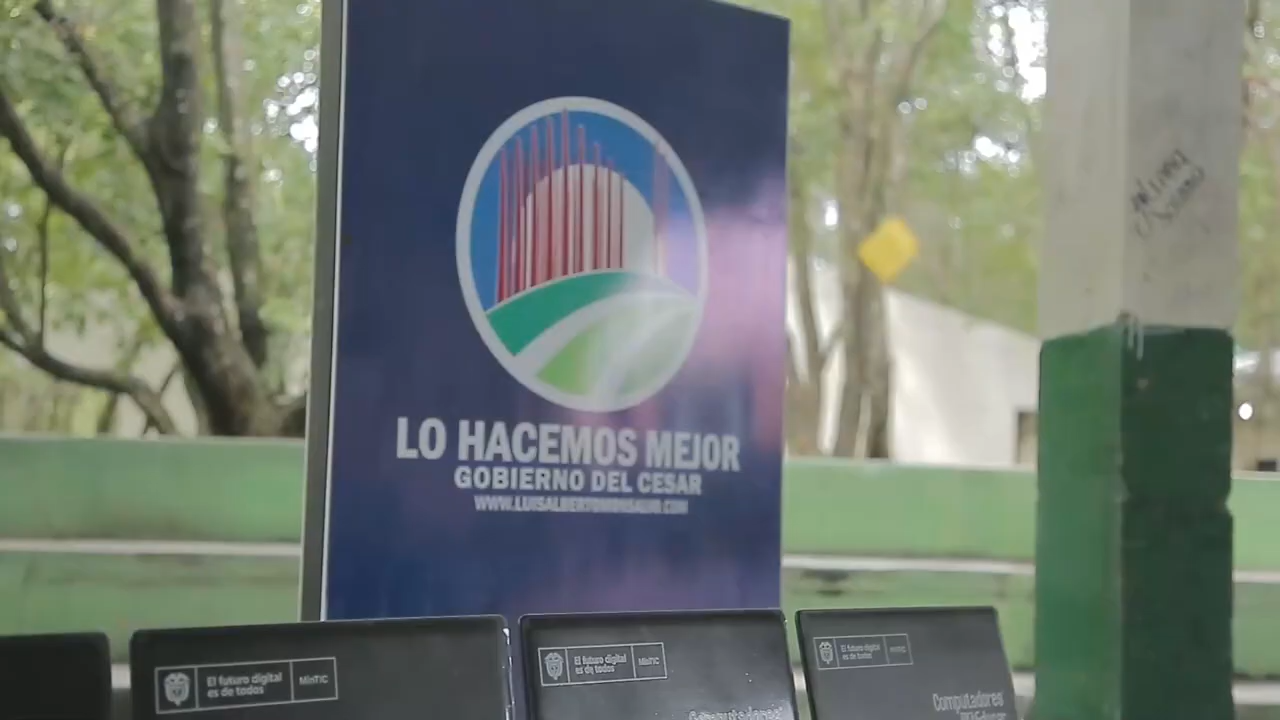 LO HACEMOS MEJOR
GOBIERNO DEL CESAR
El futuro digital
es de todos
MinTIC
El futuro digital
es de todos
MinTIC
El futuro digital
es de todos
MinTIC
Computadores
Computadores